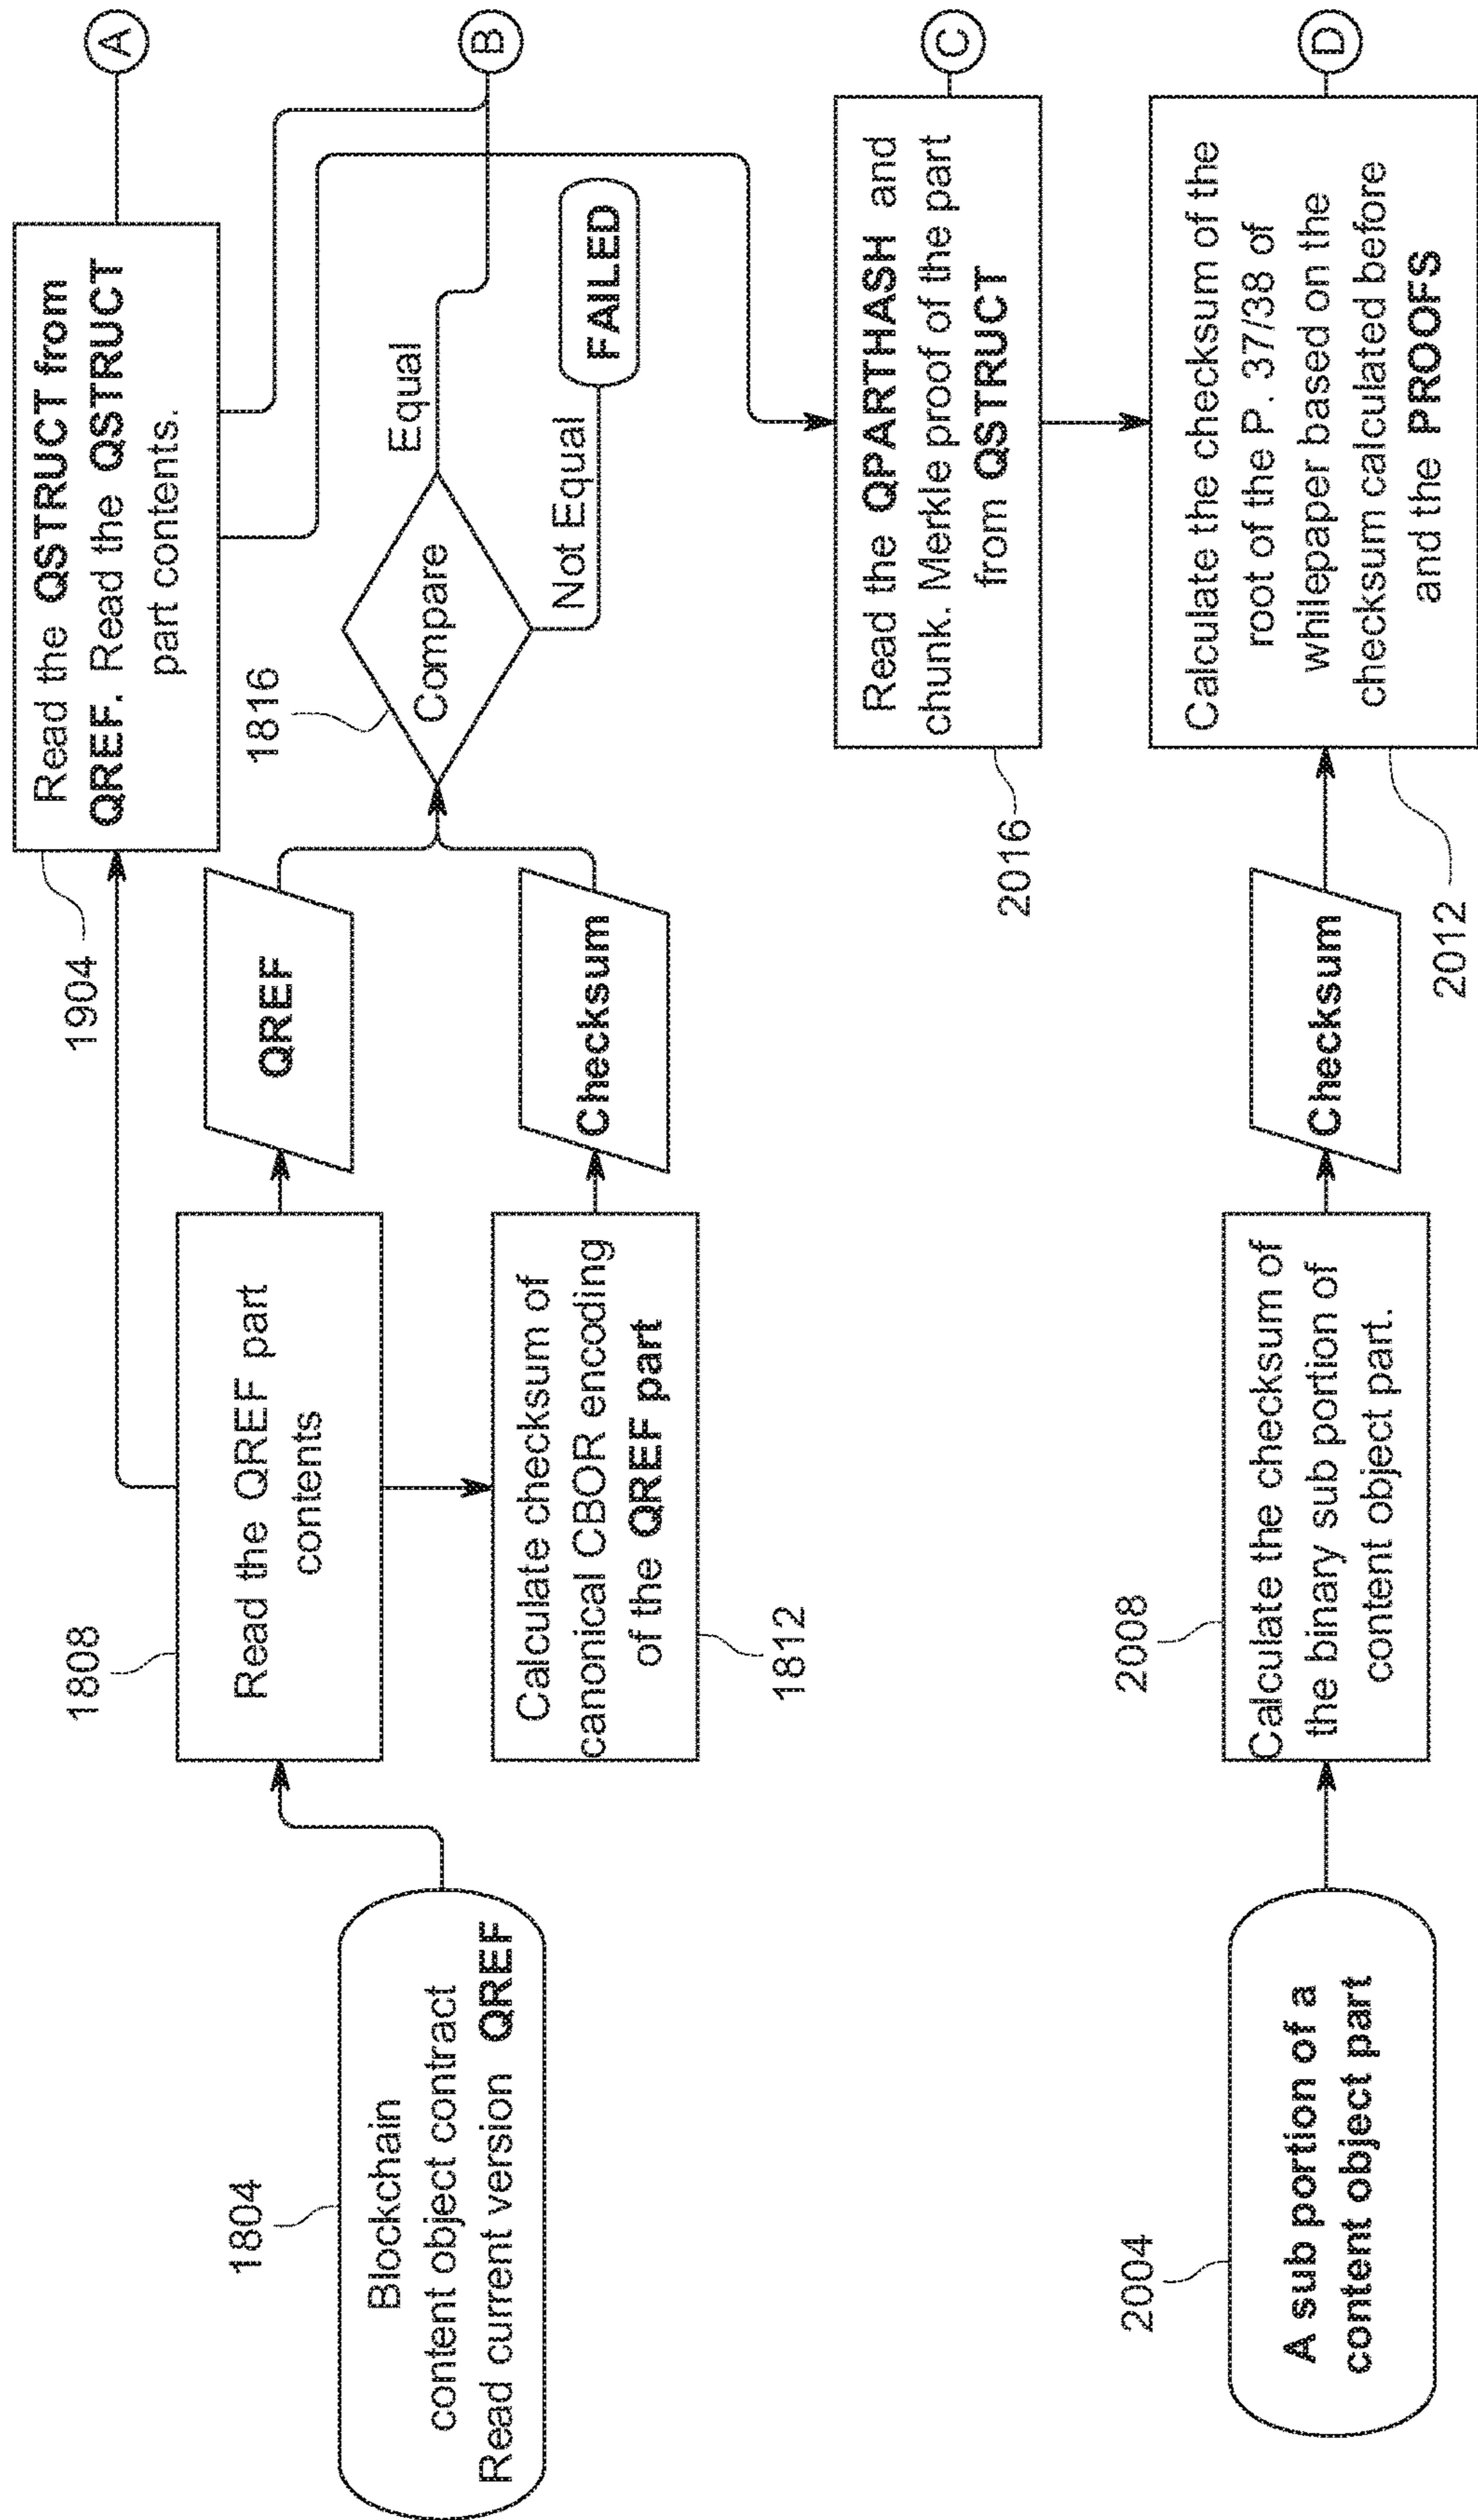 1804
Blockchain
content object contract
Read current version QREF
1808
Read the QREF part
contents
QREF
1904
Read the QSTRUCT from
QREF. Read the QSTRUCT
part contents.
A
Calculate checksum of
canonical CBOR encoding
of the QREF part
1812
Checksum
1816
Compare
Equal
Not Equal
FAILED
B
Read the QPARTHASH and
chunk. Merkle proof of the part
from QSTRUCT
2016
C
2004
A sub portion of a
content object part
2008
Calculate the checksum of
the binary sub portion of
content object part.
Checksum
Calculate the checksum of the
root of the P. 37/38 of
whilepaper based on the
checksum calculated before
and the PROOFS
2012
D